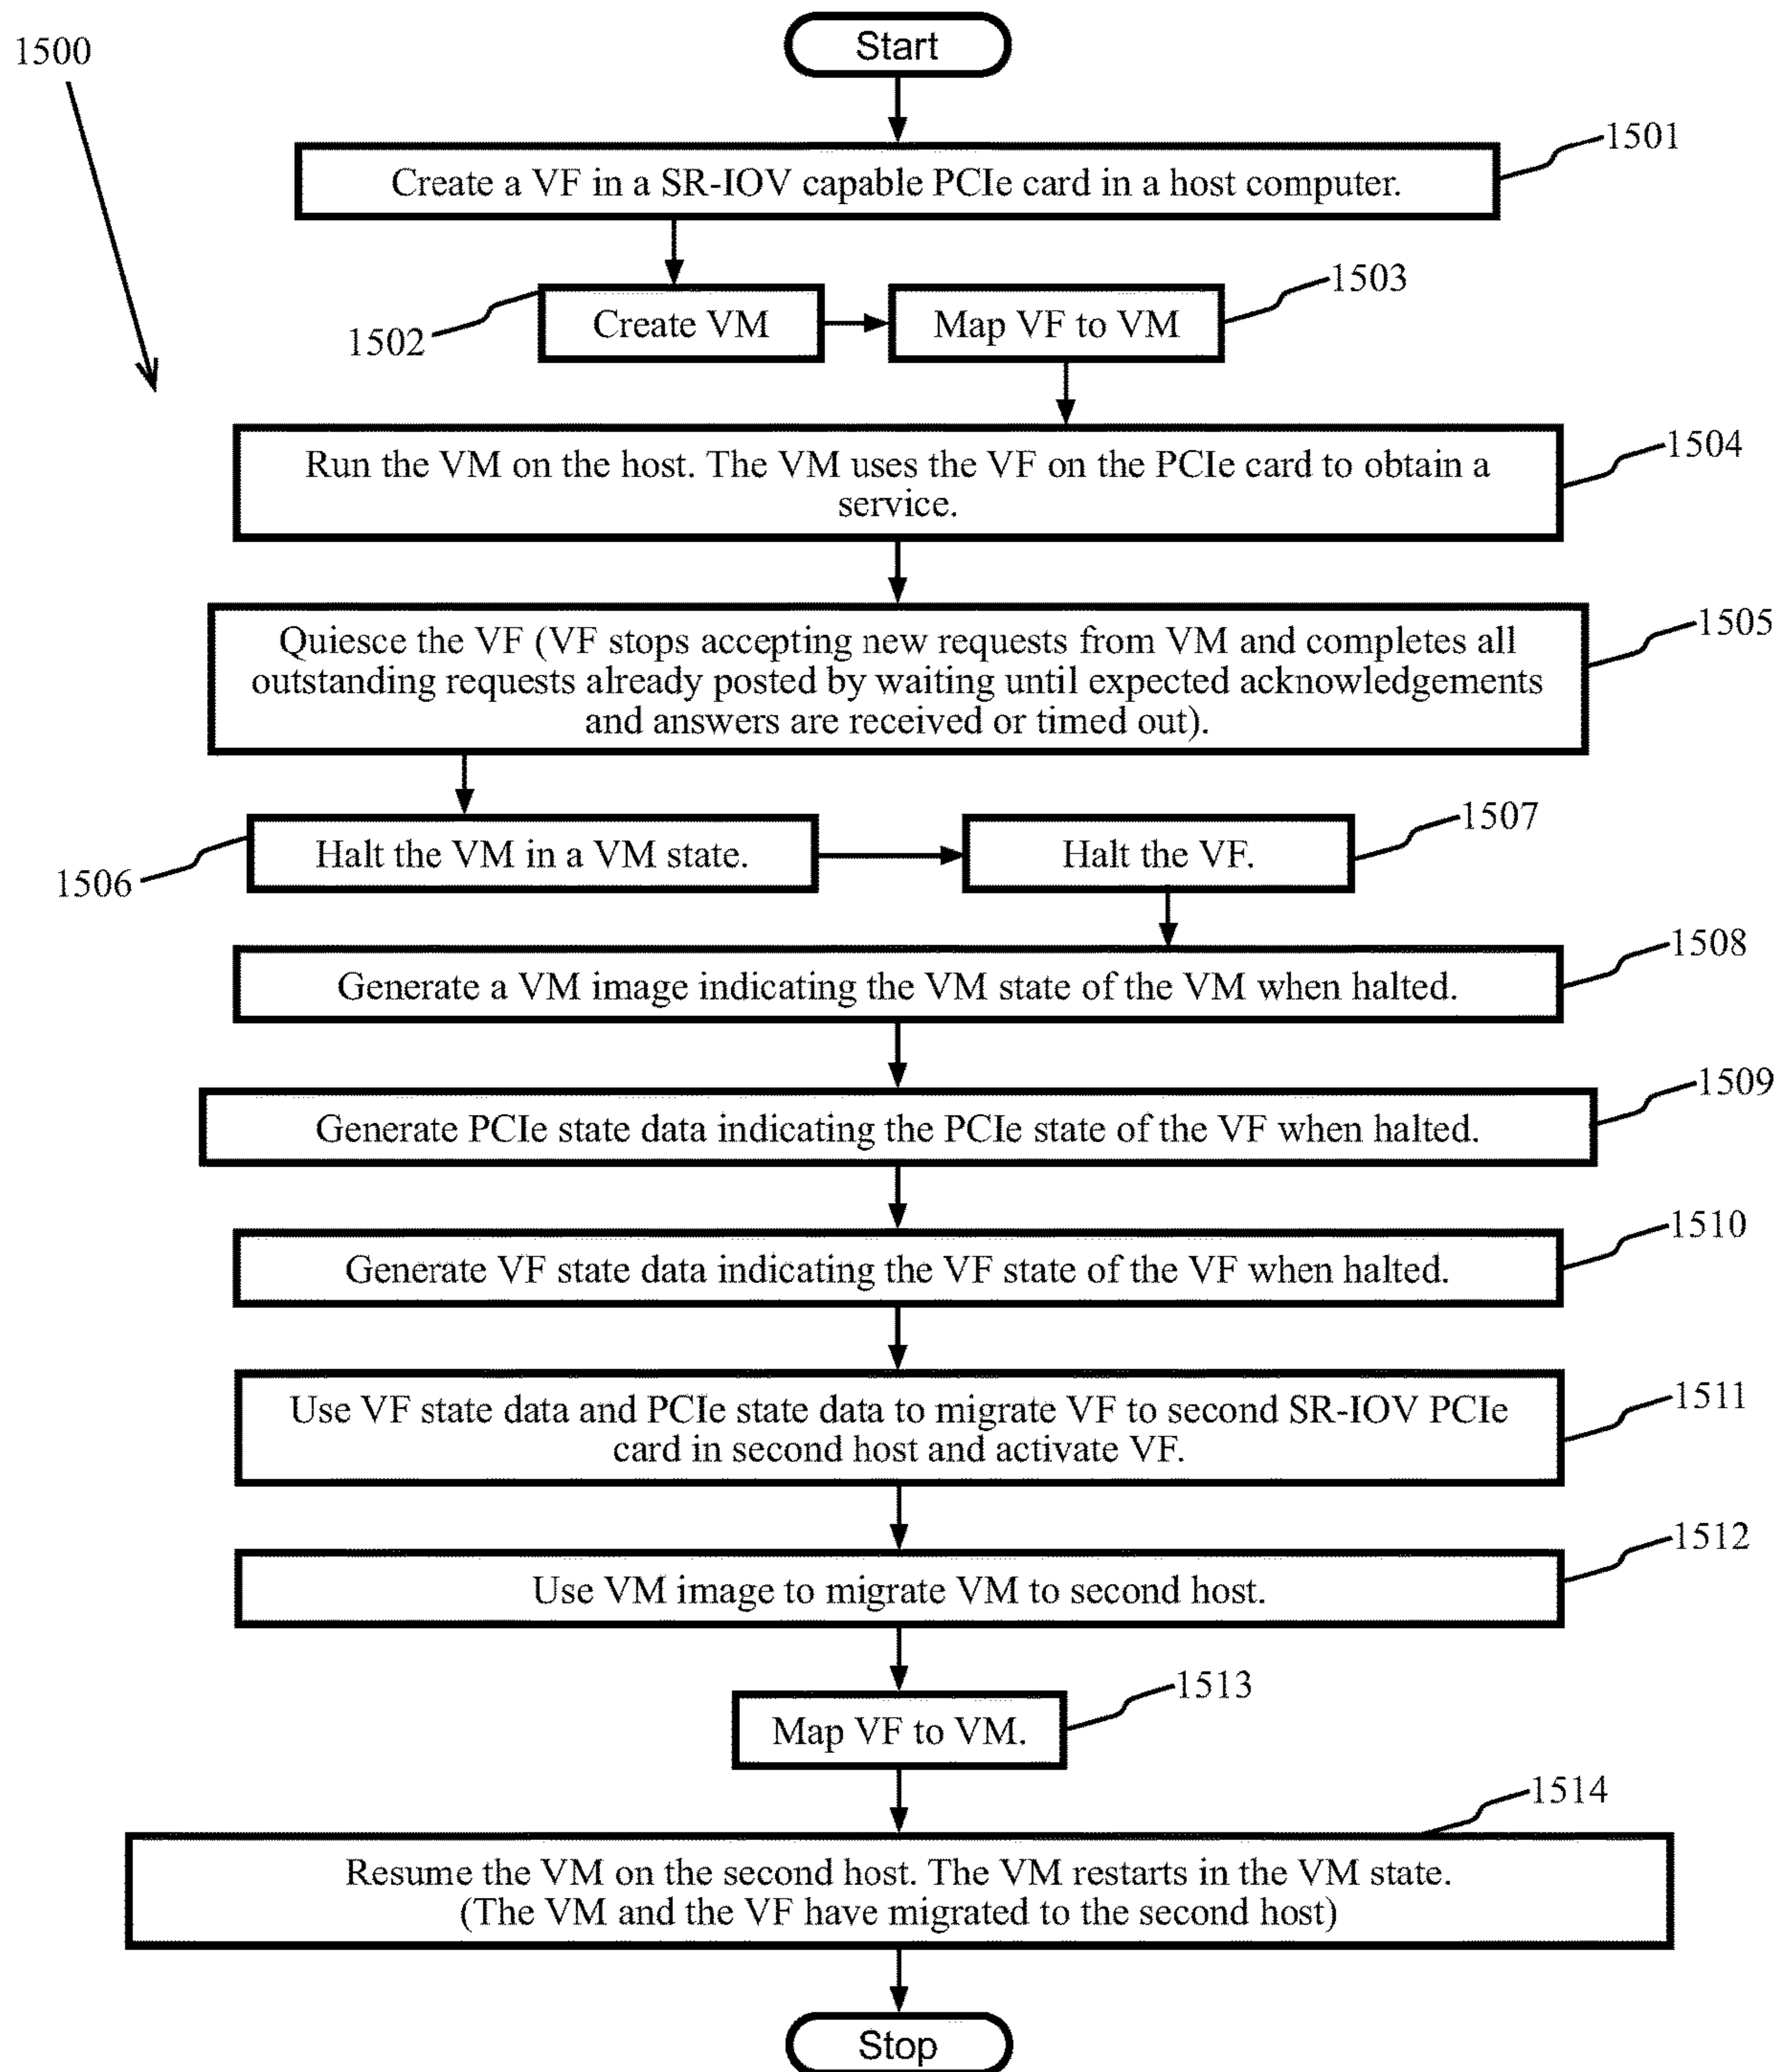 Start
1500
1501
Create a VF in a SR-IOV capable PCIe card in a host computer.
1503
1502
Create VM
Map VF to VM
1504
Run the VM on the host. The VM uses the VF on the PCIe card to obtain a
service.
1505
Quiesce the VF (VF stops accepting new requests from VM and completes all
outstanding requests already posted by waiting until expected acknowledgements
and answers are received or timed out).
1507
Halt the VM in a VM state.
Halt the VF.
1506
1508
Generate a VM image indicating the VM state of the VM when halted.
1509
Generate PCIe state data indicating the PCIe state of the VF when halted.
1510
Generate VF state data indicating the VF state of the VF when halted.
1511
Use VF state data and PCIe state data to migrate VF to second SR-IOV PCIe
card in second host and activate VF.
1512
Use VM image to migrate VM to second host.
1513
Map VF to VM.
1514
Resume the VM on the second host. The VM restarts in the VM state.
(The VM and the VF have migrated to the second host)
Stop